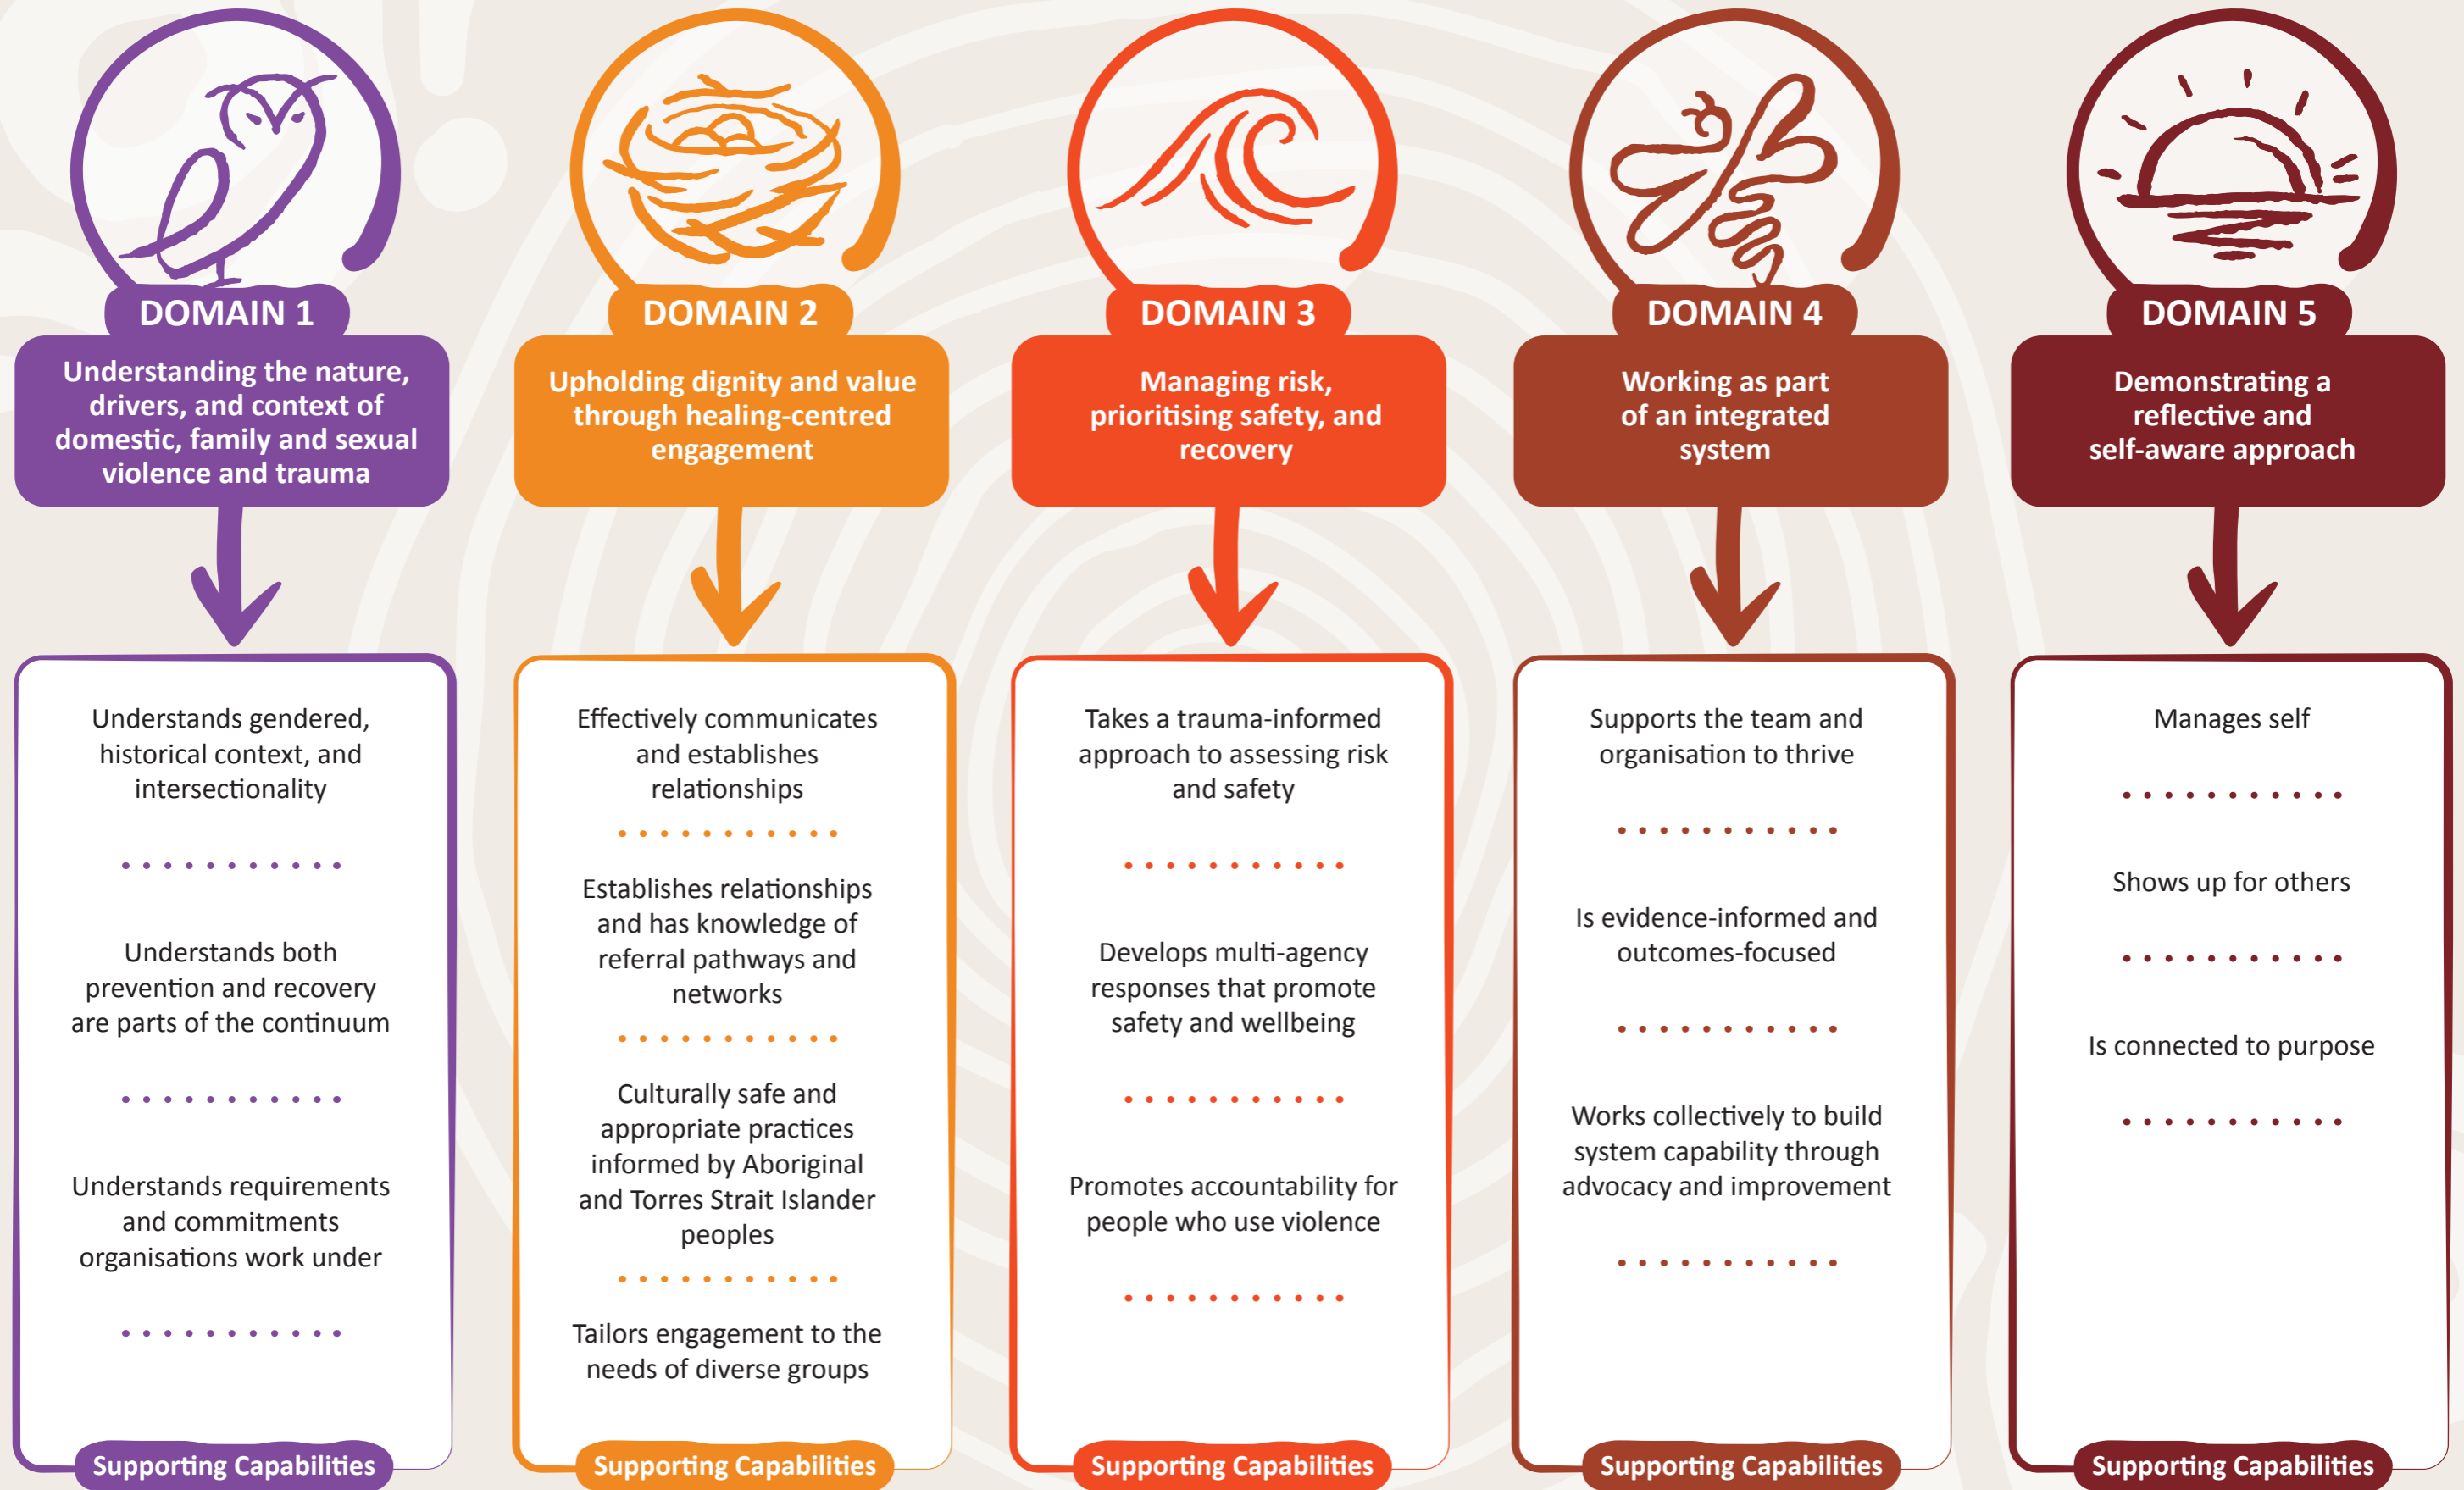 DOMAIN 1
Understanding the nature,
drivers, and context of
domestic, family and sexual
violence and trauma
Understands gendered,
historical context, and
intersectionality
Understands both
prevention and recovery
are parts of the continuum
Understands requirements
and commitments
organisations work under
Supporting Capabilities
DOMAIN 2
Upholding dignity and value
through healing-centred
engagement
Effectively communicates
and establishes
relationships
Establishes relationships
and has knowledge of
referral pathways and
networks
Culturally safe and
appropriate practices
informed by Aboriginal
and Torres Strait Islander
peoples
Tailors engagement to the
needs of diverse groups
Supporting Capabilities
DOMAIN 3
Managing risk,
prioritising safety, and
recovery
Takes a trauma-informed
approach to assessing risk
and safety
Develops multi-agency
responses that promote
safety and wellbeing
Promotes accountability for
people who use violence
Supporting Capabilities
DOMAIN 4
Working as part
of an integrated
system
Supports the team and
organisation to thrive
Is evidence-informed and
outcomes-focused
Works collectively to build
system capability through
advocacy and improvement
Supporting Capabilities
DOMAIN 5
Demonstrating a
reflective and
self-aware approach
Manages self
Shows up for others
Is connected to purpose
Supporting Capabilities